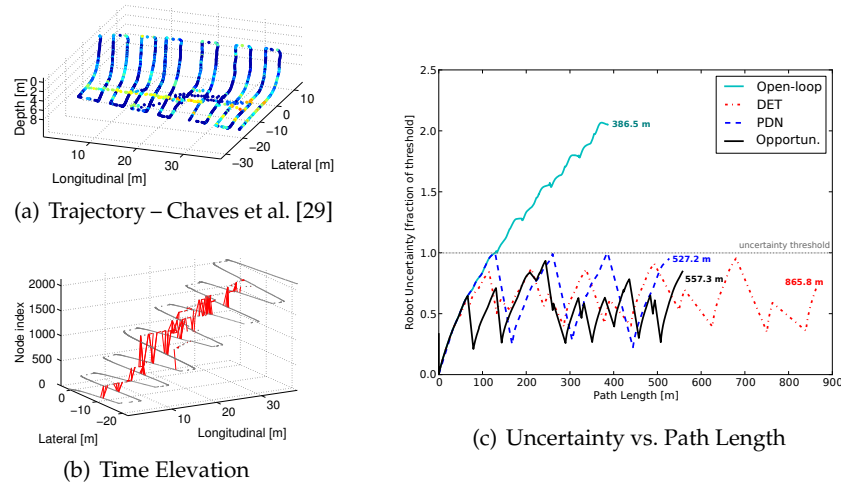 0
2
4
6
8
Depth [m]
10
20
30
Longitudinal [m]
10
0
−10
−20
−30
Lateral [m]
(a) Trajectory – Chaves et al. [29]
2000
1500
1000
500
0
Node index
0
−10
−20
Lateral [m]
10
20
30
Longitudinal [m]
(b) Time Elevation
2.5
2.0
1.5
1.0
0.5
0.0
Robot Uncertainty [fraction of threshold]
Open-loop
DET
PDN
Opportun.
386.5 m
uncertainty threshold
527.2 m
557.3 m
865.8 m
0 100 200 300 400 500 600 700 800 900
Path Length [m]
(c) Uncertainty vs. Path Length